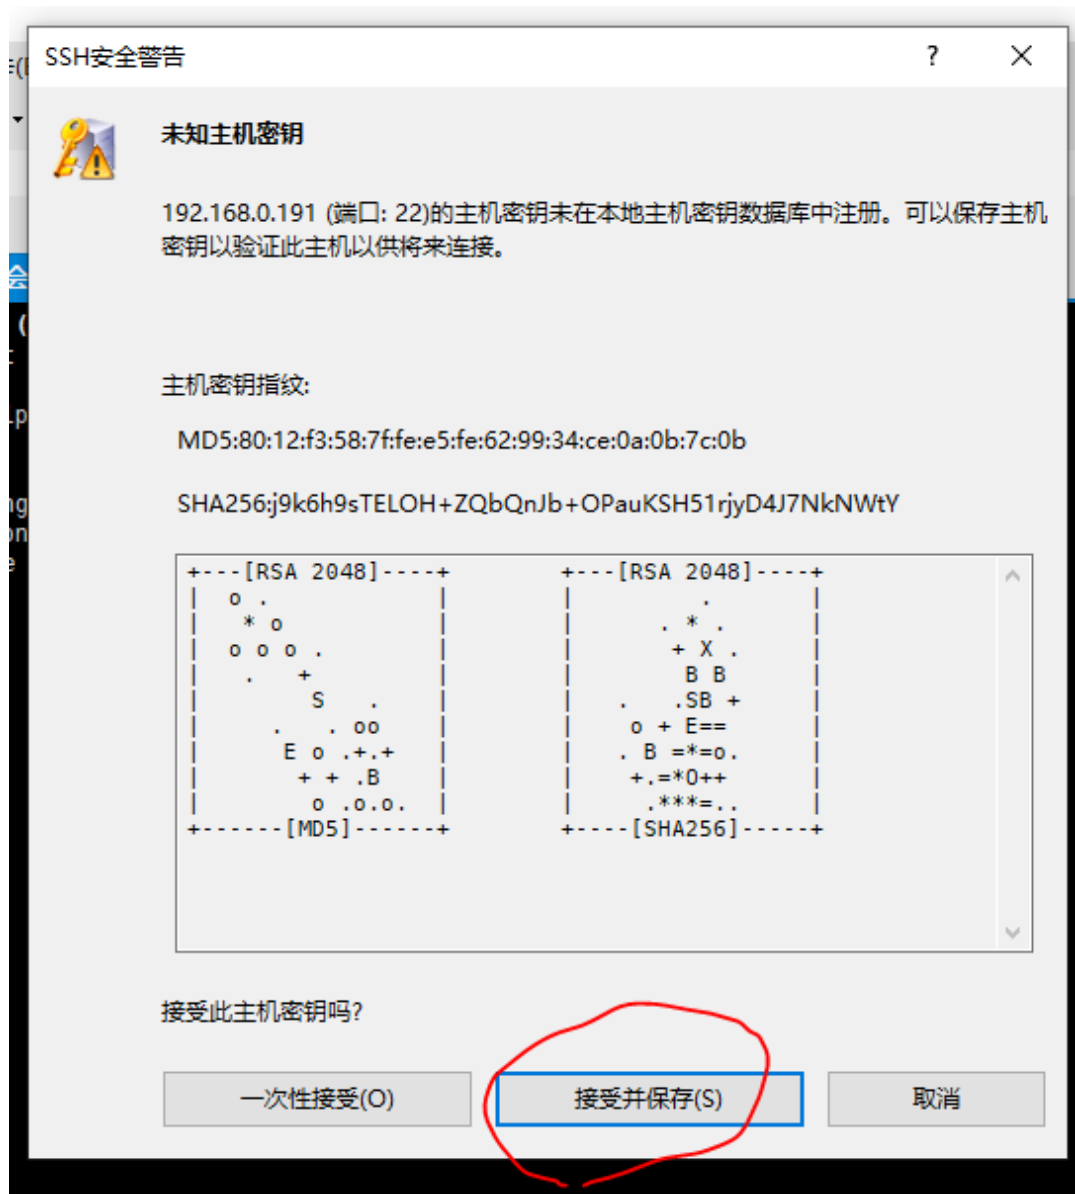 SSH安全警告
?
未知主机密钥
192.168.0.191 (端口: 22)的主机密钥未在本地主机密钥数据库中注册。可以保存主机
密钥以验证此主机以供将来连接。
主机密钥指纹:
MD5:80:12:f3:58:7f:fe:e5:fe:62:99:34:ce:0a:0b:7c:0b
SHA256:j9k6h9sTELOH+ZQbQnJb+OPauKSH51rjyD4J7NkNWtY
+---[RSA 2048]----+        +---[RSA 2048]----+
|  o .            |        |          .      |
|   * o           |        |       . * .     |
|  o o o .        |        |        + X .    |
|   .   +         |        |         B B     |
|        S   .    |        |    .   .SB +    |
|     .   . oo    |        |     o + E==     |
|      E o .+.+   |        |    . B =*=o.    |
|       + + .B    |        |     +.=*O++     |
|        o .o.o.  |        |      .***=..    |
+------[MD5]------+        +----[SHA256]-----+
接受此主机密钥吗?
一次性接受(O) 接受并保存(S) 取消